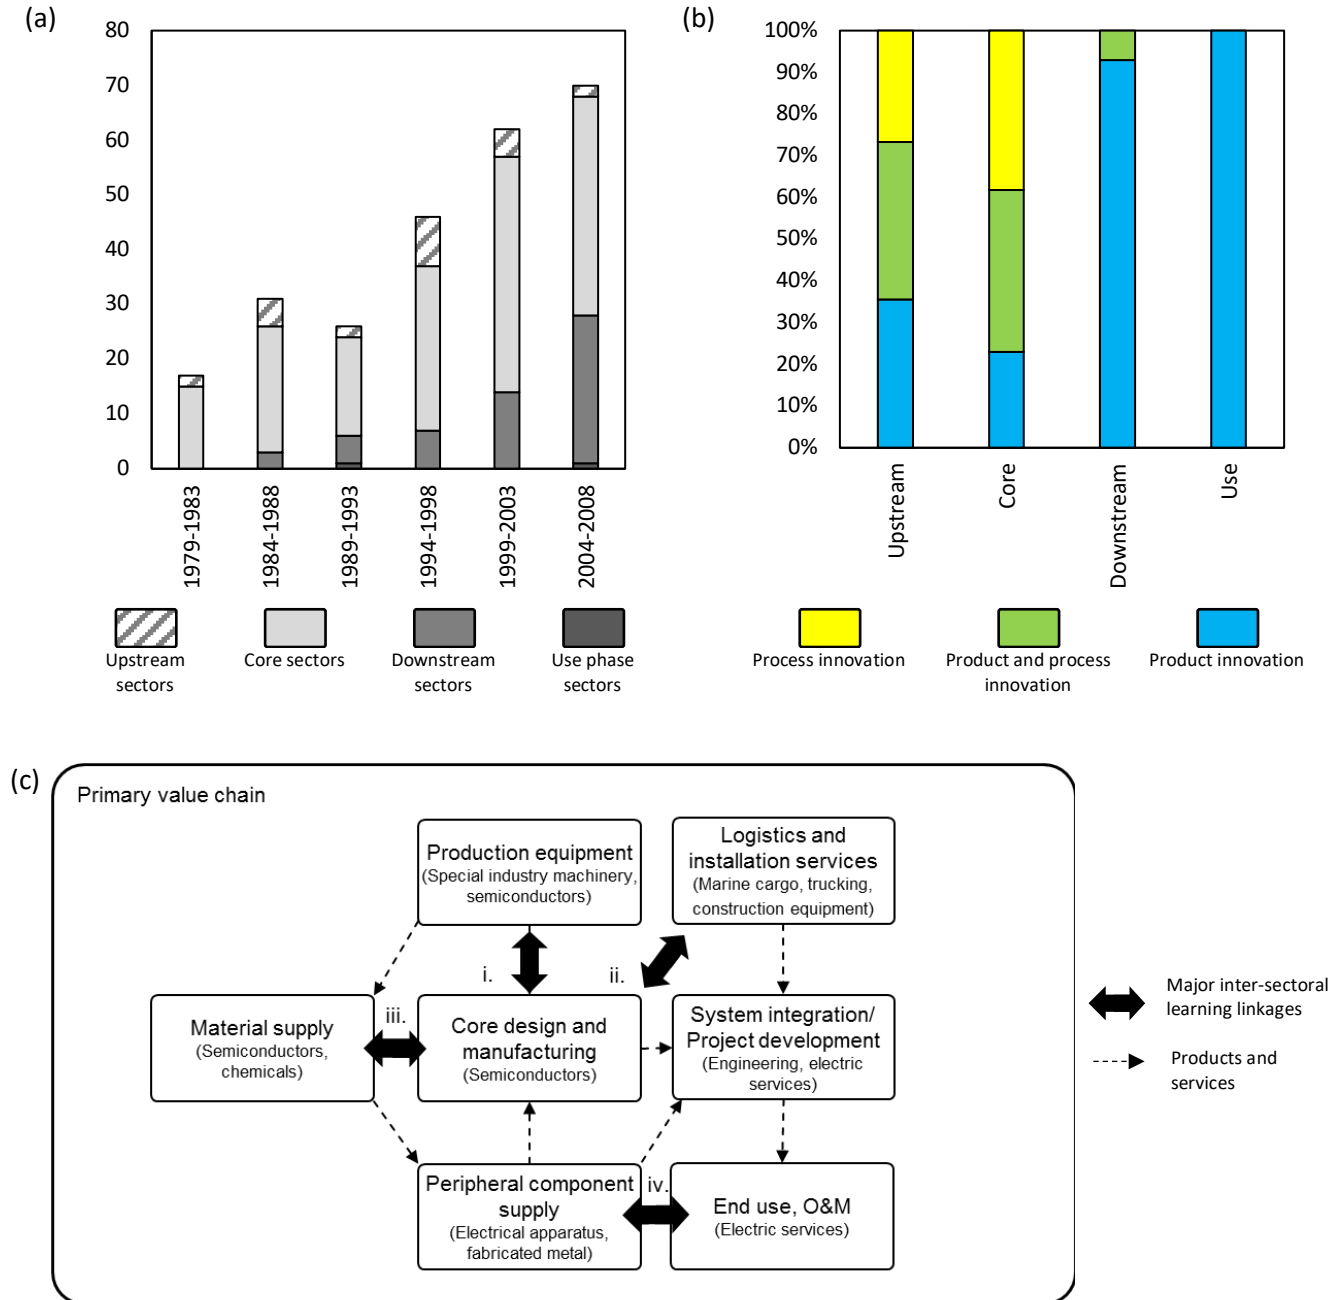 (a)
80
70
60
50
40
30
20
10
0
1979-1983
1984-1988
1989-1993
1994-1998
1999-2003
2004-2008
Upstream
sectors
Core sectors
Downstream
sectors
Use phase
sectors
(b)
100%
90%
80%
70%
60%
50%
40%
30%
20%
10%
0%
Upstream
Core
Downstream
Use
Process innovation
Product and process
innovation
Product innovation
(c)
Primary value chain
Production equipment
(Special industry machinery,
semiconductors)
Logistics and
installation services
(Marine cargo, trucking,
construction equipment)
i.
ii.
Material supply
(Semiconductors,
chemicals)
iii.
Core design and
manufacturing
(Semiconductors)
System integration/
Project development
(Engineering, electric
services)
Peripheral component
supply
(Electrical apparatus,
fabricated metal)
iv.
End use, O&M
(Electric services)
Major inter-sectoral
learning linkages
Products and
services